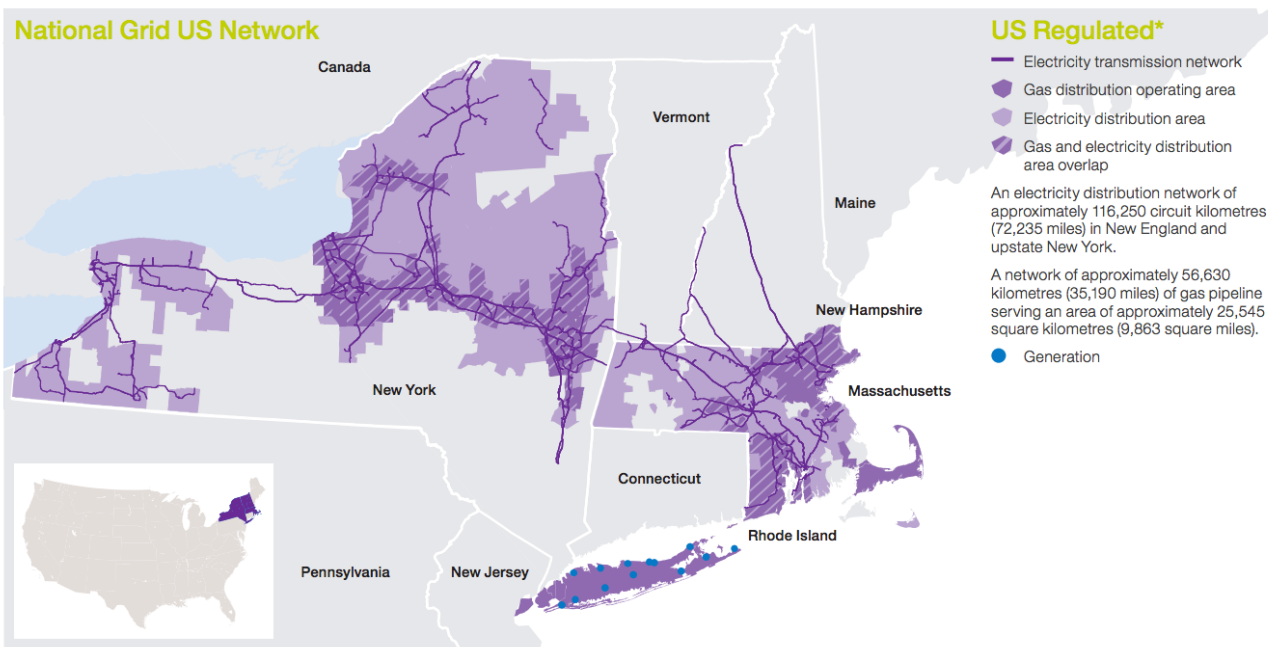 National Grid US Network
US Regulated*
Electricity transmission network
Gas distribution operating area
Electricity distribution area
Gas and electricity distribution
area overlap
An electricity distribution network of
approximately 116,250 circuit kilometres
(72,235 miles) in New England and
upstate New York.
A network of approximately 56,630
kilometres (35,190 miles) of gas pipeline
serving an area of approximately 25,545
square kilometres (9,863 square miles).
Generation
Canada
Vermont
Maine
New Hampshire
New York
Massachusetts
Connecticut
Rhode Island
Pennsylvania
New Jersey